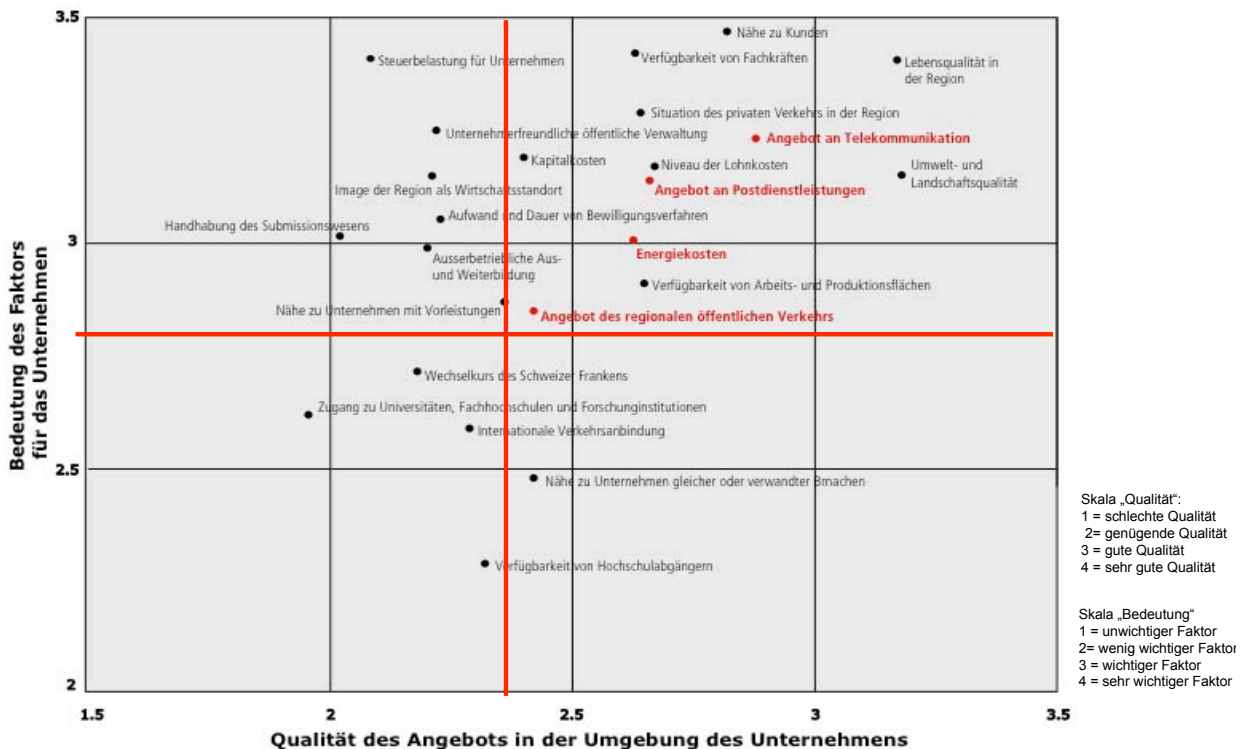 3.5
Nähe zu Kunden
Steuerbelastung für Unternehmen
Verfügbarkeit von Fachkräften
Lebensqualität in
der Region
Situation des privaten Verkehrs in der Region
Unternehmerfreundliche öffentliche Verwaltung
Angebot an Telekommunikation
Kapitalkosten
Niveau der Lohnkosten
Umwelt- und
Landschaftsqualität
Image der Region als Wirtschaftsstandort
Angebot an Postdienstleistungen
Aufwand und Dauer von Bewilligungsverfahren
Handhabung des Submissionswesens
3
Energiekosten
Ausserbetriebliche Aus-
und Weiterbildung
Verfügbarkeit von Arbeits- und Produktionsflächen
Nähe zu Unternehmen mit Vorleistungen
Angebot des regionalen öffentlichen Verkehrs
Bedeutung des Faktors
für das Unternehmen
Wechselkurs des Schweizer Frankens
Zugang zu Universitäten, Fachhochschulen und Forschunginstitutionen
Internationale Verkehrsanbindung
2.5
Nähe zu Unternehmen gleicher oder verwandter Brnachen
Verfügbarkeit von Hochschulabgängern
2
1.5
2
2.5
3
3.5
Qualität des Angebots in der Umgebung des Unternehmens
Skala „Qualität“:
1 = schlechte Qualität
2= genügende Qualität
3 = gute Qualität
4 = sehr gute Qualität
Skala „Bedeutung“
1 = unwichtiger Faktor
2= wenig wichtiger Faktor
3 = wichtiger Faktor
4 = sehr wichtiger Faktor